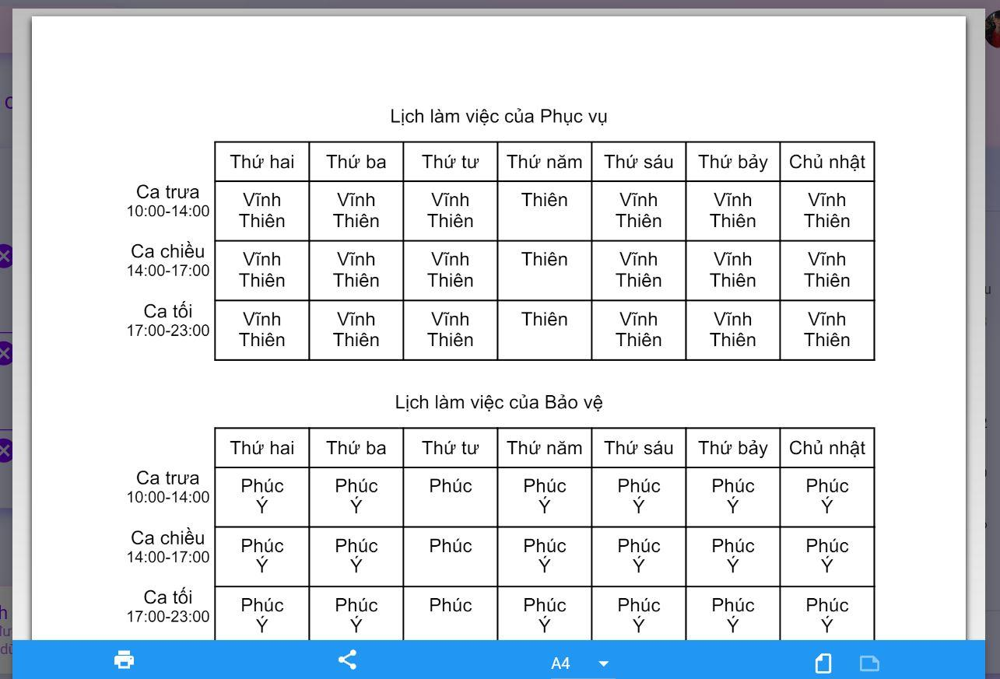 Lịch làm việc của Phục vụ
Thứ hai Thứ ba Thứ tư Thứ năm Thứ sáu Thứ bảy Chủ nhật
Ca trưa
10:00-14:00
Vĩnh Vĩnh Vĩnh Thiên Vĩnh Vĩnh Vĩnh
Thiên Thiên Thiên Thiên Thiên Thiên
Ca chiều
14:00-17:00
Vĩnh Vĩnh Vĩnh Thiên Vĩnh Vĩnh Vĩnh
Thiên Thiên Thiên Thiên Thiên Thiên
Ca tối
17:00-23:00
Vĩnh Vĩnh Vĩnh Thiên Vĩnh Vĩnh Vĩnh
Thiên Thiên Thiên Thiên Thiên Thiên
Lịch làm việc của Bảo vệ
Thứ hai Thứ ba Thứ tư Thứ năm Thứ sáu Thứ bảy Chủ nhật
Ca trưa
10:00-14:00
Phúc Phúc Phúc Phúc Phúc Phúc Phúc
Ý Ý Ý Ý Ý Ý
Ca chiều
14:00-17:00
Phúc Phúc Phúc Phúc Phúc Phúc Phúc
Ý Ý Ý Ý Ý Ý
Ca tối
17:00-23:00
Phúc Phúc Phúc Phúc Phúc Phúc Phúc
Ý Ý Ý Ý Ý Ý
A4